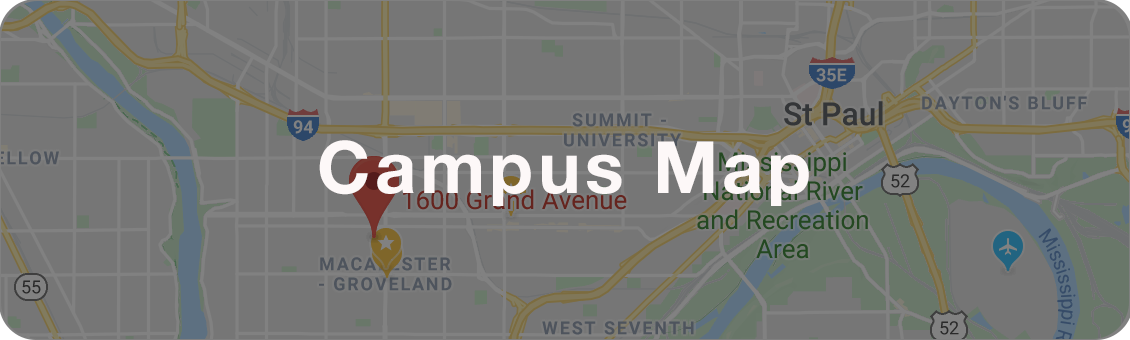 35E
St Paul
DAYTON'S BLUFF
94
SUMMIT -
UNIVERSITY
ELLOW
Campus Map
Mississippi
National River
and Recreation
Area
52
1600 Grand Avenue
MACALESTER
- GROVELAND
Mississippi R
55
WEST SEVENTH
52